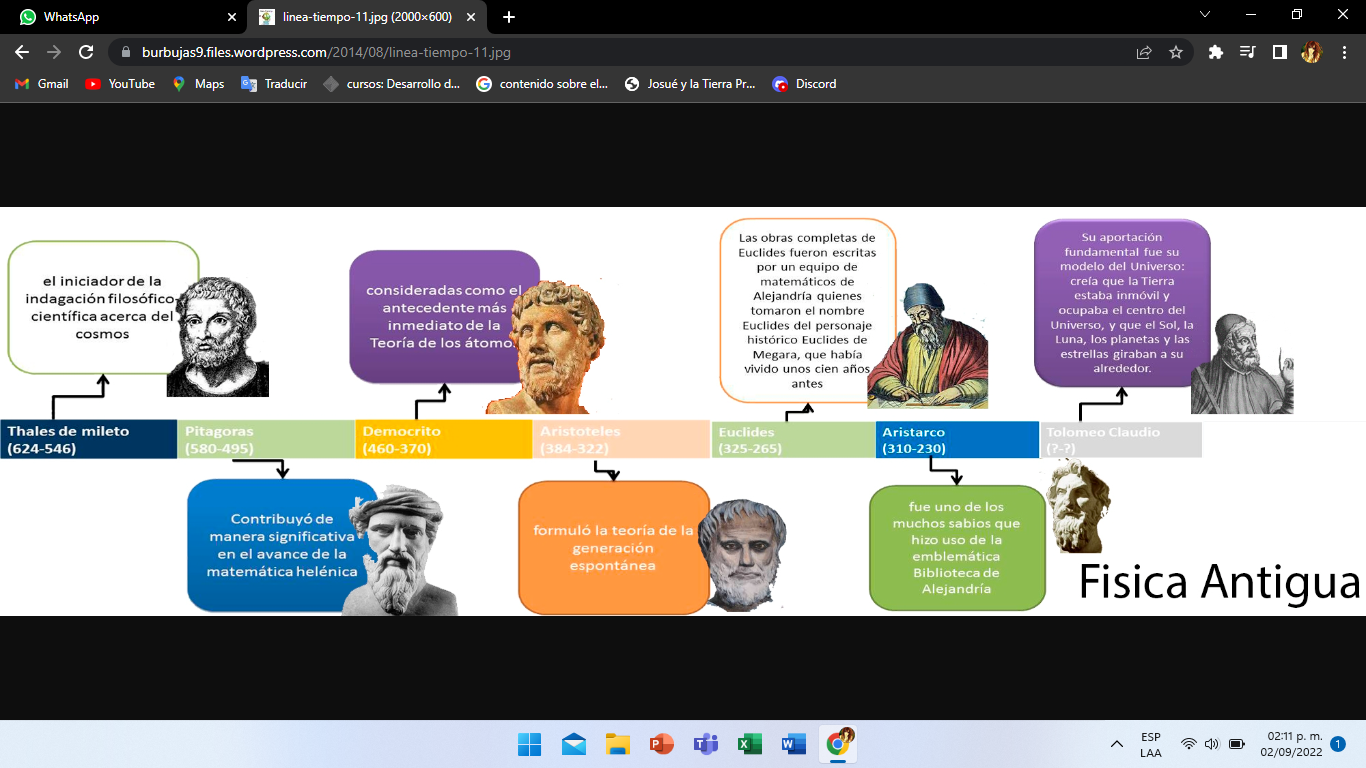 WhatsApp
linea-tiempo-11.jpg (2000×600)
burbujas9.files.wordpress.com/2014/08/linea-tiempo-11.jpg
Gmail
YouTube
Maps
Traducir
cursos: Desarrollo d...
contenido sobre el...
Josué y la Tierra Pr...
Discord
el iniciador de la
indagación filosófico-
científica acerca del
cosmos
consideradas como el
antecedente más
inmediato de la
Teoría de los átomo
Las obras completas de
Euclides fueron escritas
por un equipo de
matemáticos de
Alejandría quienes
tomaron el nombre
Euclides del personaje
histórico Euclides de
Megara, que había
vivido unos cien años
antes
Su aportación
fundamental fue su
modelo del Universo:
creía que la Tierra
estaba inmóvil y
ocupaba el centro del
Universo, y que el Sol, la
Luna, los planetas y las
estrellas giraban a su
alrededor.
Thales de mileto
(624-546)
Pitagoras
(580-495)
Democrito
(460-370)
Aristoteles
(384-322)
Euclides
(325-265)
Aristarco
(310-230)
Tolomeo Claudio
(?-?)
Contribuyó de
manera significativa
en el avance de la
matemática helénica
formuló la teoría de la
generación
espontánea
fue uno de los
muchos sabios que
hizo uso de la
emblemática
Biblioteca de
Alejandría
Fisica Antigua
ESP
LAA
02:11 p. m.
02/09/2022
1